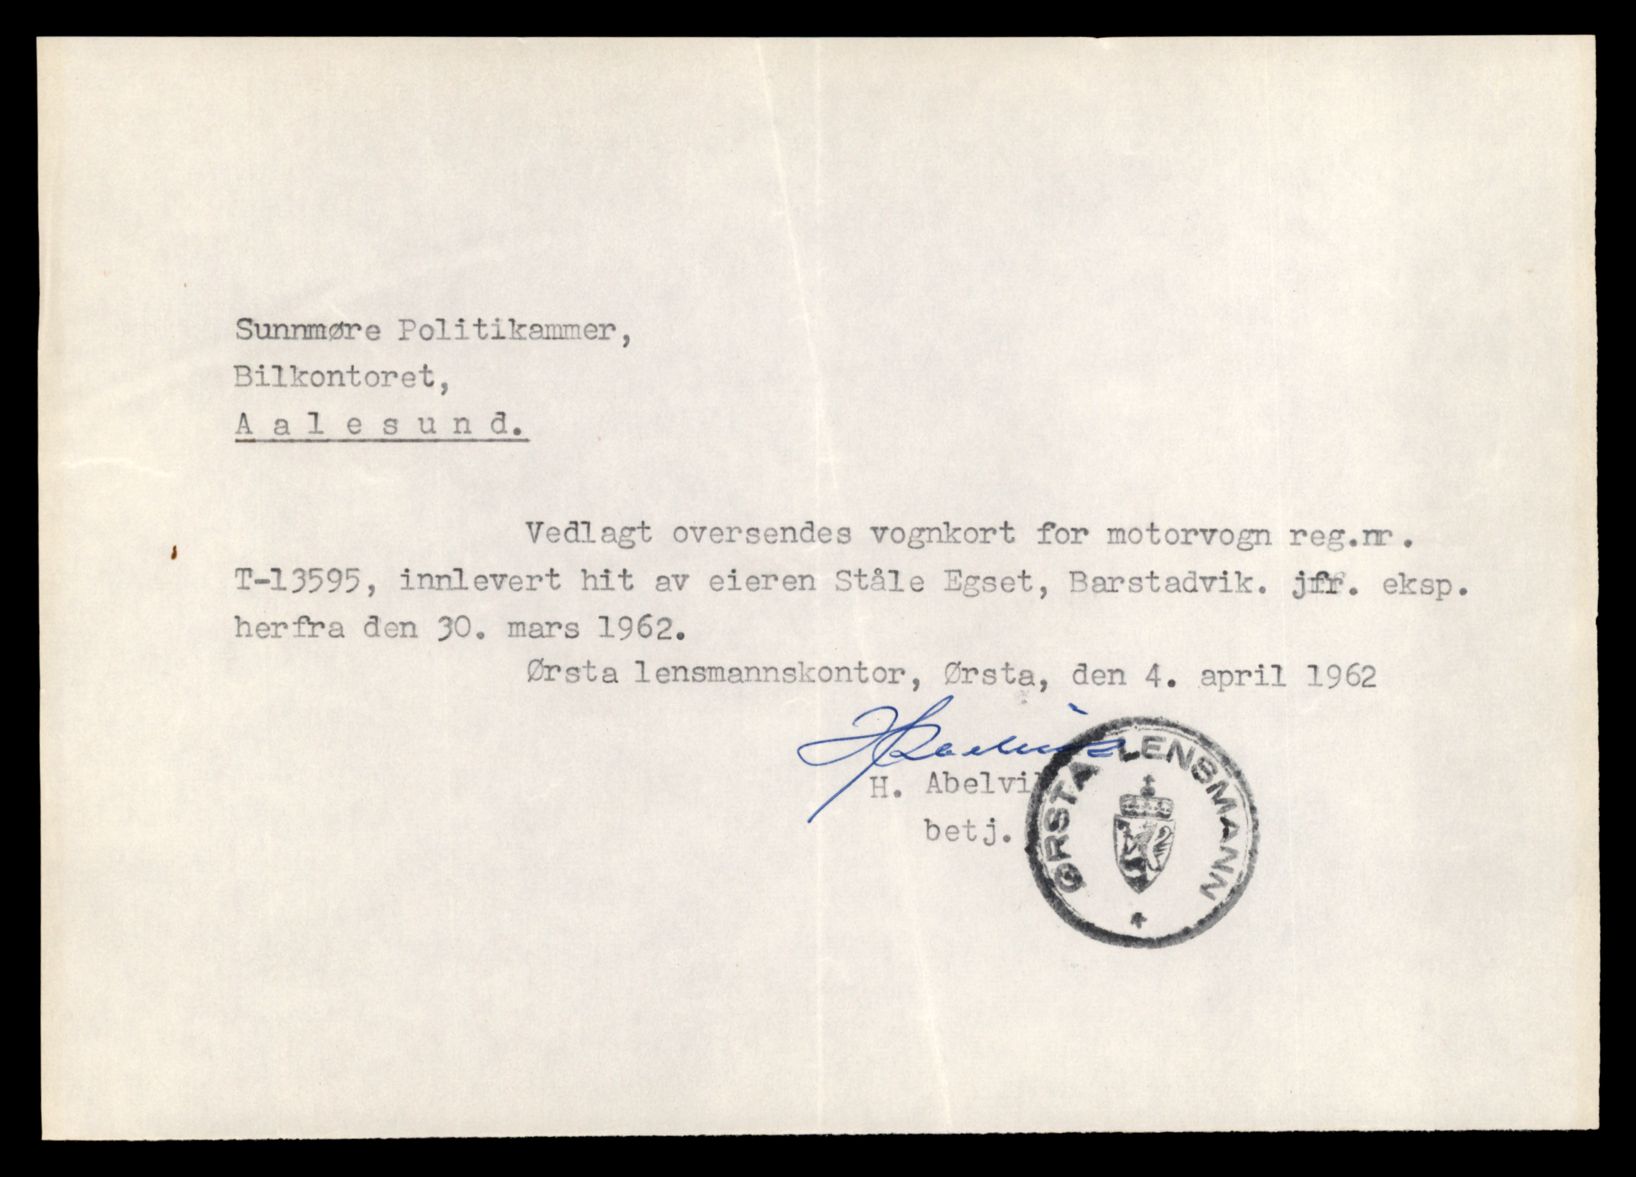 Sunnmøre Politikammer,
Bilkontoret,
A a l e s u n d.
Vedlagt oversendes vognkort for motorvogn reg.nr.
T-13595, innlevert hit av eieren Ståle Egset, Barstadvik. jfr. eksp.
herfra den 30. mars 1962.
Ørsta lensmannskontor, Ørsta, den 4. april 1962
H. Abelvik
betj.
ØRSTA LENSMANN